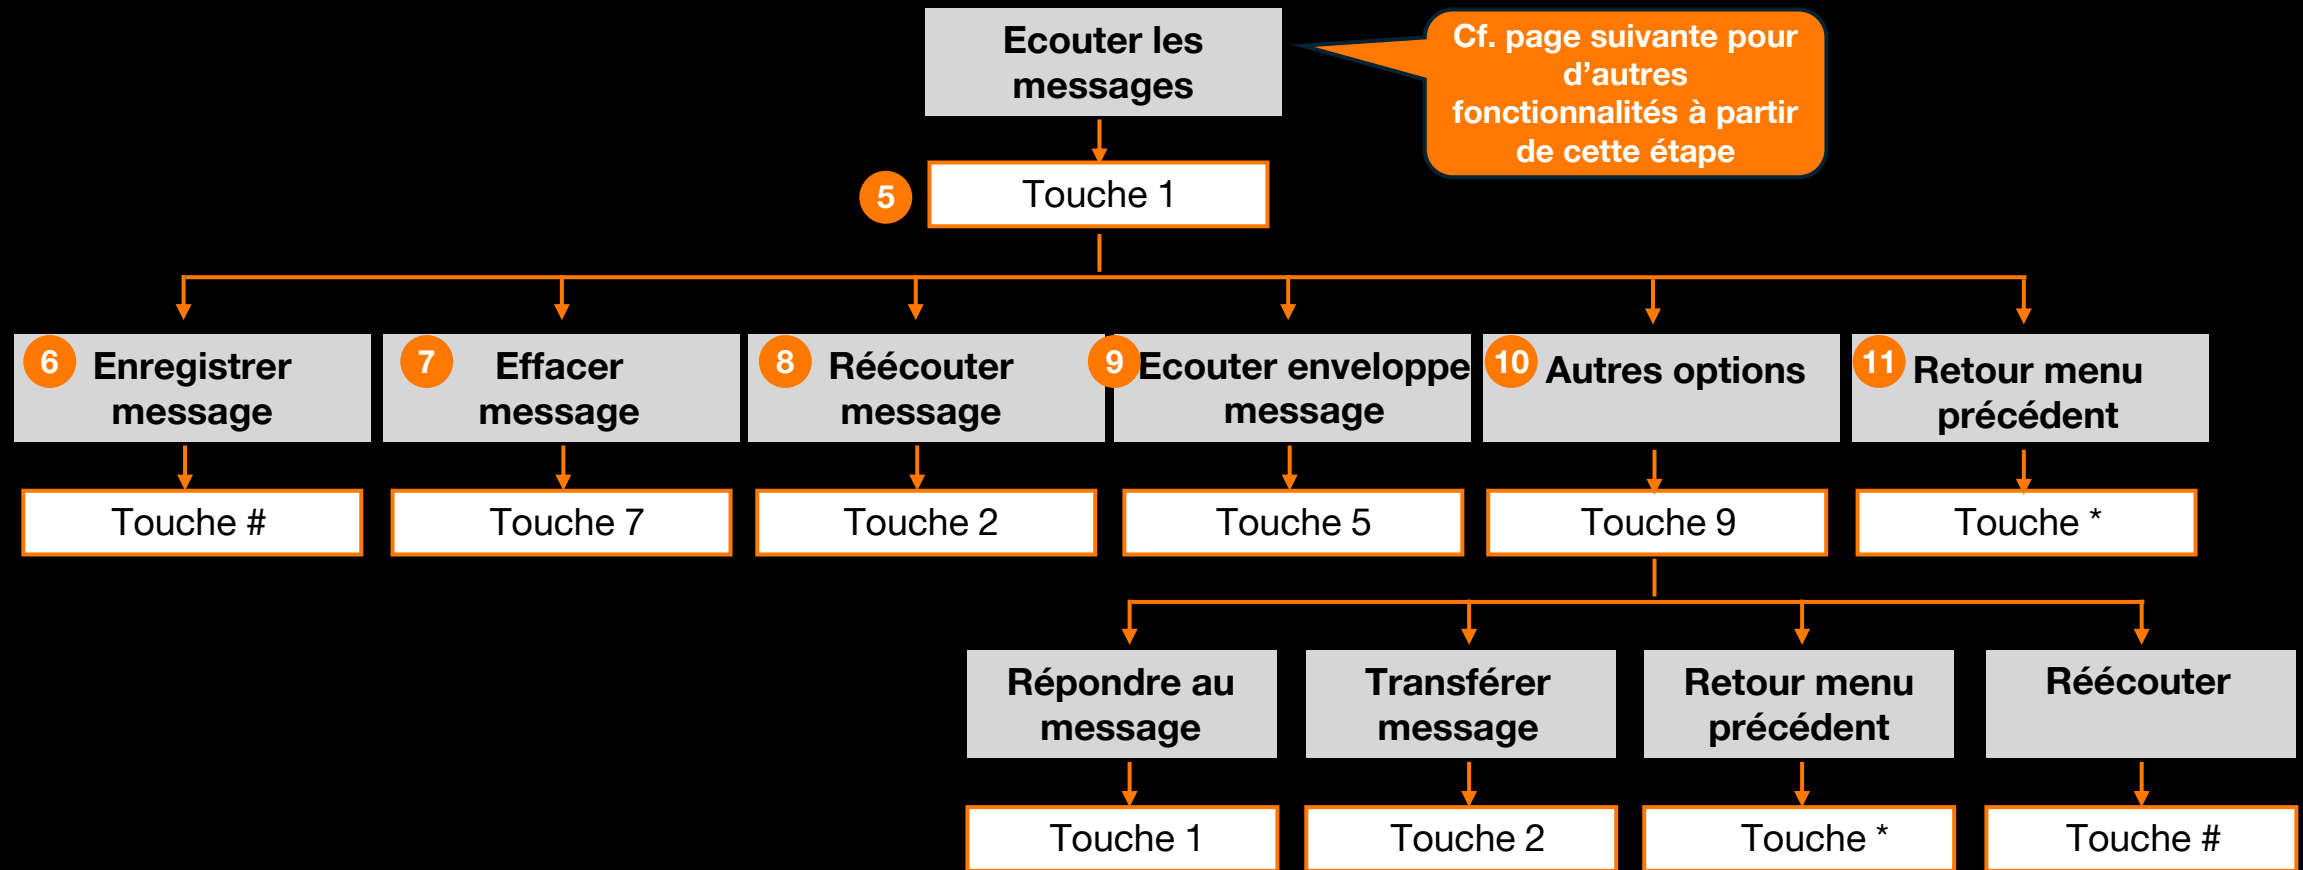 Ecouter les
messages
Cf. page suivante pour
d’autres
fonctionnalités à partir
de cette étape
5
Touche 1
6
Enregistrer
message
7
Effacer
message
8
Réécouter
message
9
Ecouter enveloppe
message
10
Autres options
11
Retour menu
précédent
Touche #
Touche 7
Touche 2
Touche 5
Touche 9
Touche *
Répondre au
message
Transférer
message
Retour menu
précédent
Réécouter
Touche 1
Touche 2
Touche *
Touche #